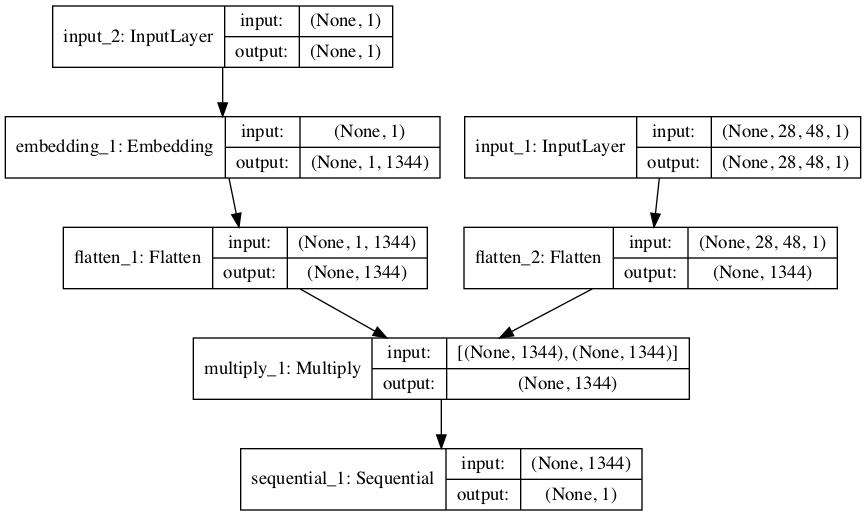 input_2: InputLayer
input: (None, 1)
output: (None, 1)
embedding_1: Embedding
input: (None, 1)
output: (None, 1, 1344)
input_1: InputLayer
input: (None, 28, 48, 1)
output: (None, 28, 48, 1)
flatten_1: Flatten
input: (None, 1, 1344)
output: (None, 1344)
flatten_2: Flatten
input: (None, 28, 48, 1)
output: (None, 1344)
multiply_1: Multiply
input: [(None, 1344), (None, 1344)]
output: (None, 1344)
sequential_1: Sequential
input: (None, 1344)
output: (None, 1)